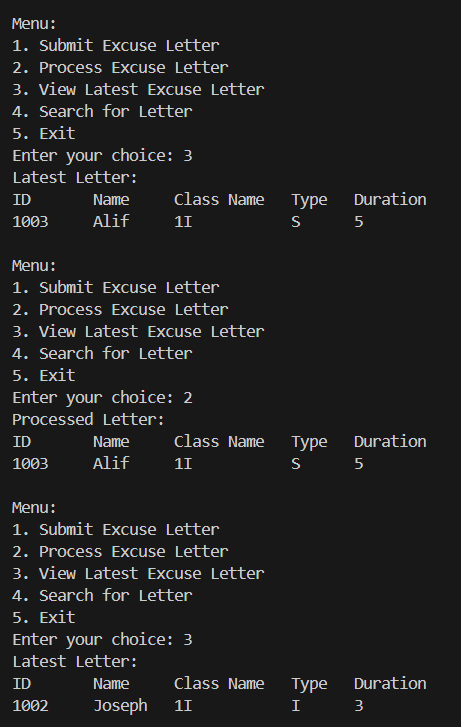 Menu:
1. Submit Excuse Letter
2. Process Excuse Letter
3. View Latest Excuse Letter
4. Search for Letter
5. Exit
Enter your choice: 3
Latest Letter:
ID Name Class Name Type Duration
1003 Alif 1I S 5
Menu:
1. Submit Excuse Letter
2. Process Excuse Letter
3. View Latest Excuse Letter
4. Search for Letter
5. Exit
Enter your choice: 2
Processed Letter:
ID Name Class Name Type Duration
1003 Alif 1I S 5
Menu:
1. Submit Excuse Letter
2. Process Excuse Letter
3. View Latest Excuse Letter
4. Search for Letter
5. Exit
Enter your choice: 3
Latest Letter:
ID Name Class Name Type Duration
1002 Joseph 1I I 3